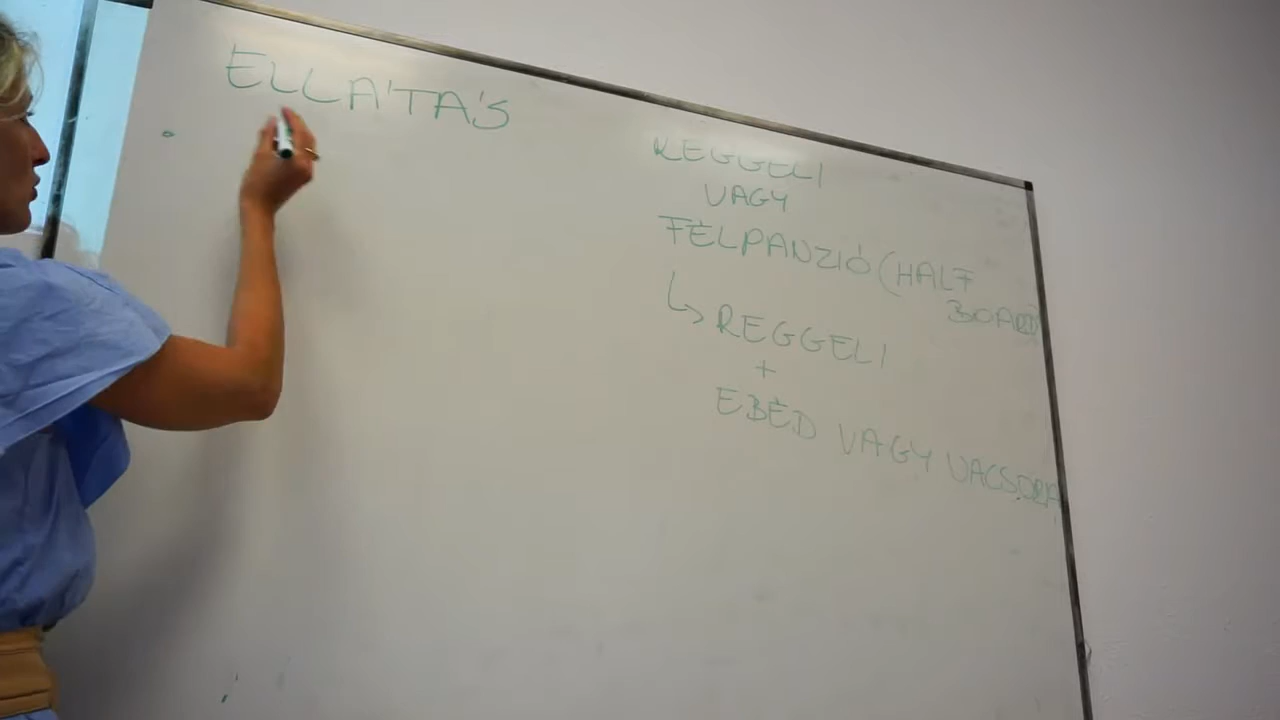 ELLÁTÁS
REGGELI
VAGY
FÉLPANZIÓ (HALF
BOARD
↳ REGGELI
+
EBÉD VAGY VACSORA